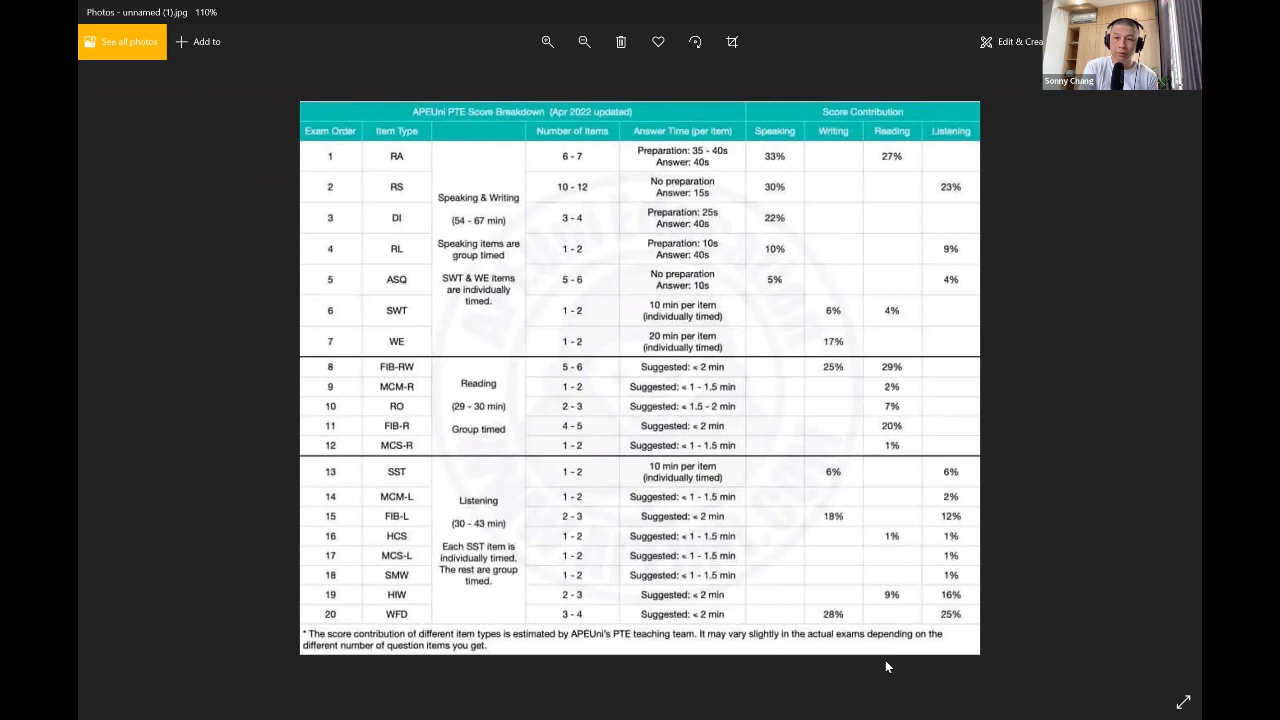 Photos - unnamed (1).jpg 110%
See all photos Add to Edit & Crea
Sonny Chang
APEUni PTE Score Breakdown (Apr 2022 updated) Score Contribution
Exam Order Item Type Number of Items Answer Time (per item) Speaking Writing Reading Listening
1 RA 6 - 7 Preparation: 35 - 40s Answer: 40s 33% 27%
2 RS 10 - 12 No preparation Answer: 15s 30% 23%
Speaking & Writing
(54 - 67 min)
3 DI 3 - 4 Preparation: 25s Answer: 40s 22%
Speaking items are
group timed
4 RL 1 - 2 Preparation: 10s Answer: 40s 10% 9%
SWT & WE items
are individually
timed.
5 ASQ 5 - 6 No preparation Answer: 10s 5% 4%
6 SWT 1 - 2 10 min per item (individually timed) 6% 4%
7 WE 1 - 2 20 min per item (individually timed) 17%
8 FIB-RW 5 - 6 Suggested: < 2 min 25% 29%
Reading
9 MCM-R 1 - 2 Suggested: < 1 - 1.5 min 2%
(29 - 30 min)
10 RO 2 - 3 Suggested: < 1.5 - 2 min 7%
Group timed
11 FIB-R 4 - 5 Suggested: < 2 min 20%
12 MCS-R 1 - 2 Suggested: < 1 - 1.5 min 1%
13 SST 1 - 2 10 min per item (individually timed) 6% 6%
Listening
14 MCM-L 1 - 2 Suggested: < 1 - 1.5 min 2%
(30 - 43 min)
15 FIB-L 2 - 3 Suggested: < 2 min 18% 12%
Each SST item is
individually timed.
The rest are group
timed.
16 HCS 1 - 2 Suggested: < 1 - 1.5 min 1% 1%
17 MCS-L 1 - 2 Suggested: < 1 - 1.5 min 1%
18 SMW 1 - 2 Suggested: < 1 - 1.5 min 1%
19 HIW 2 - 3 Suggested: < 2 min 9% 16%
20 WFD 3 - 4 Suggested: < 2 min 28% 25%
* The score contribution of different item types is estimated by APEUni's PTE teaching team. It may vary slightly in the actual exams depending on the
different number of question items you get.